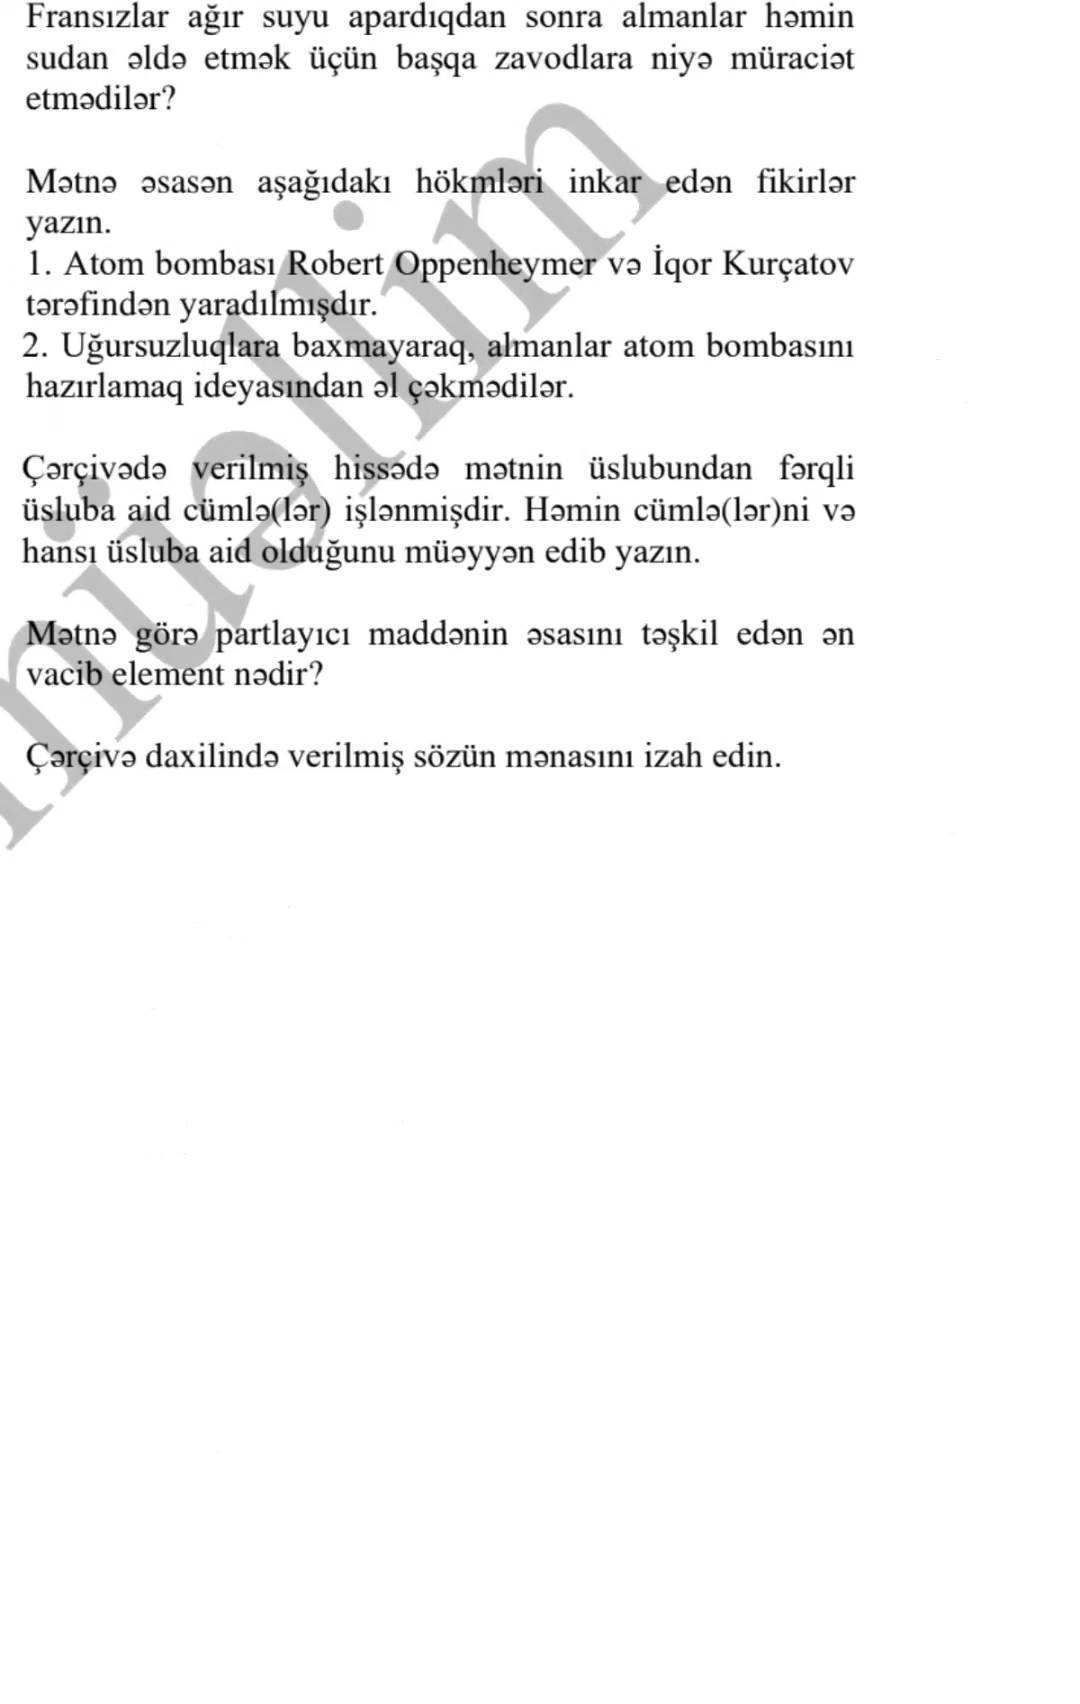 Fransızlar ağır suyu apardıqdan sonra almanlar həmin
sudan əldə etmək üçün başqa zavodlara niyə müraciət
etmədilər?
Mətnə əsasən aşağıdakı hökmləri inkar edən fikirlər
yazın.
1. Atom bombası Robert Oppenheymer və İqor Kurçatov
tərəfindən yaradılmışdır.
2. Uğursuzluqlara baxmayaraq, almanlar atom bombasını
hazırlamaq ideyasından əl çəkmədilər.
Çərçivədə verilmiş hissədə mətnin üslubundan fərqli
üsluba aid cümlə(lər) işlənmişdir. Həmin cümlə(lər)ni və
hansı üsluba aid olduğunu müəyyən edib yazın.
Mətnə görə partlayıcı maddənin əsasını təşkil edən ən
vacib element nədir?
Çərçivə daxilində verilmiş sözün mənasını izah edin.
müəlim